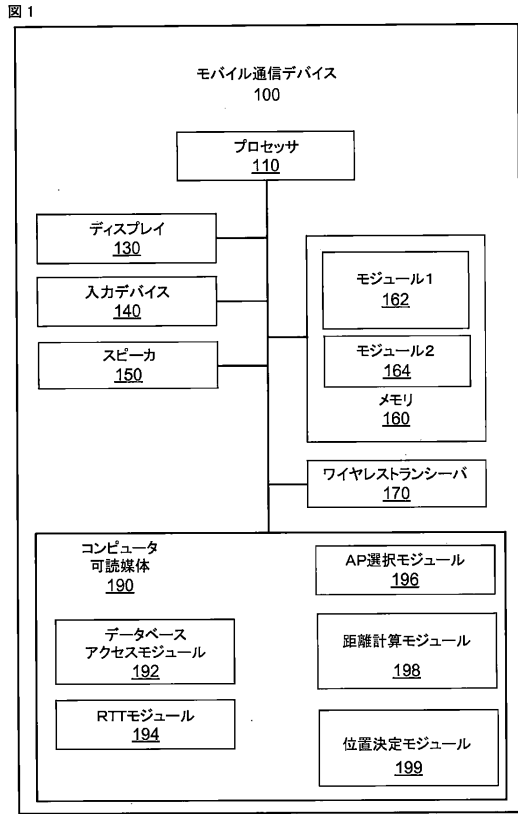 図1
モバイル通信デバイス
100
プロセッサ
110
ディスプレイ
130
入力デバイス
140
スピーカ
150
モジュール1
162
モジュール2
164
メモリ
160
ワイヤレストランシーバ
170
コンピュータ
可読媒体
190
データベース
アクセスモジュール
192
RTTモジュール
194
AP選択モジュール
196
距離計算モジュール
198
位置決定モジュール
199